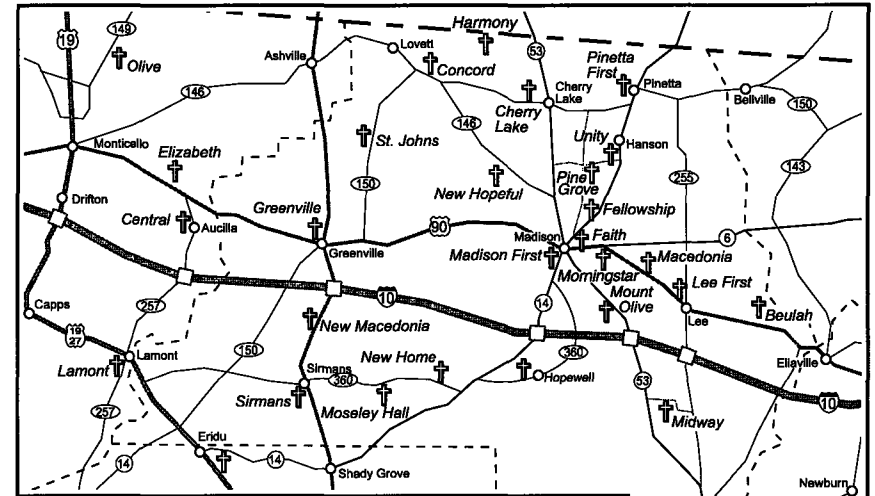 Harmony
149
19
53
Olive
Ashville
Lovett
Pinetta
First
Concord
Pinetta
Cherry
Lake
Bellville
146
Cherry
Lake
150
146
Unity
Monticello
St. Johns
Hanson
Elizabeth
143
Pine
Grove
150
New Hopeful
255
Drifton
Central
Greenville
Fellowship
Aucilla
90
Faith
6
Madison
Greenville
Madison First
Macedonia
Morningstar
Lee First
Mount
Olive
10
14
257
Capps
Beulah
Lee
New Macedonia
19
27
150
360
Lamont
New Home
Eliaville
Lamont
Sirmans
360
Hopewell
53
Sirmans
Moseley Hall
10
257
Midway
Eridu
14
14
Shady Grove
Newburn